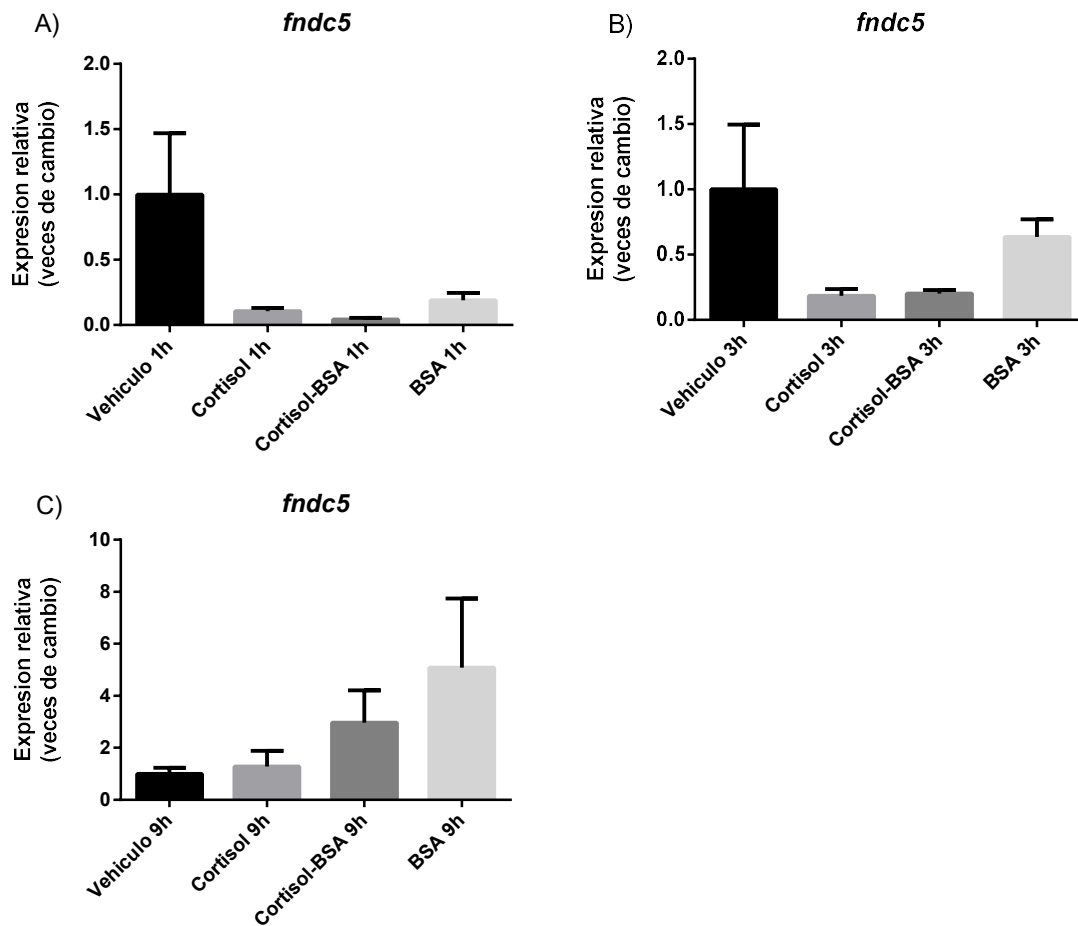 A)
fndc5
Expresion relativa
(veces de cambio)
2.0
1.5
1.0
0.5
0.0
Vehiculo 1h
Cortisol 1h
Cortisol-BSA 1h
BSA 1h
B)
fndc5
Expresion relativa
(veces de cambio)
2.0
1.5
1.0
0.5
0.0
Vehiculo 3h
Cortisol 3h
Cortisol-BSA 3h
BSA 3h
C)
fndc5
Expresion relativa
(veces de cambio)
10
8
6
4
2
0
Vehiculo 9h
Cortisol 9h
Cortisol-BSA 9h
BSA 9h